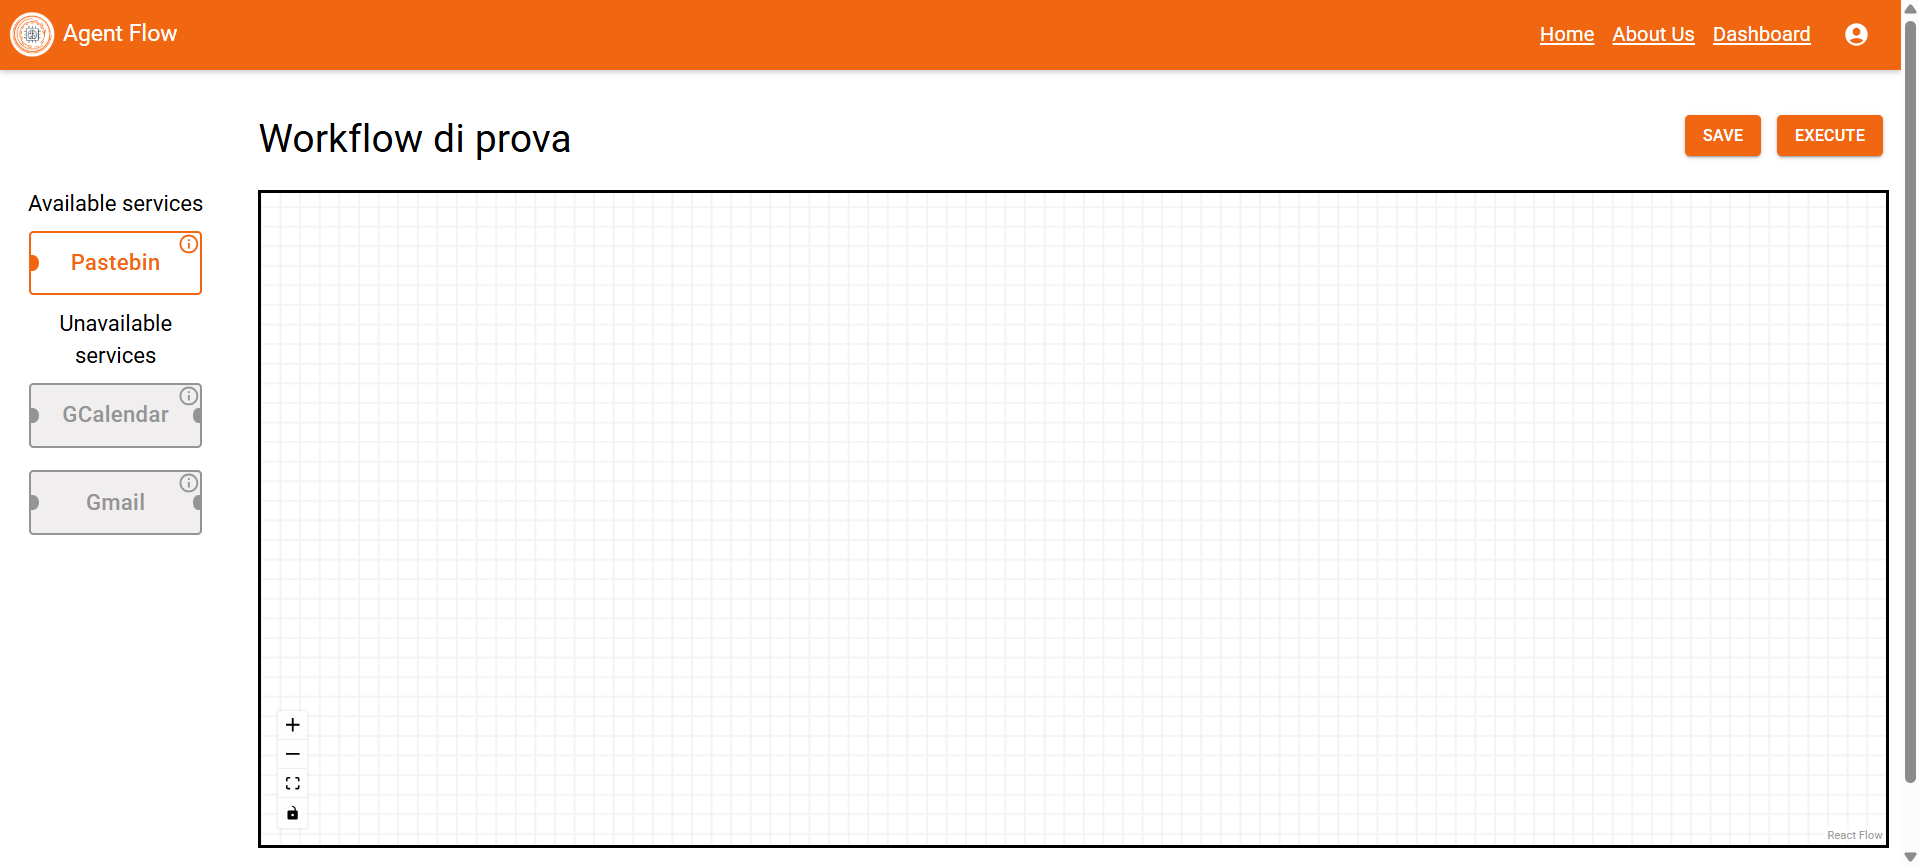 Agent Flow
Home About Us Dashboard
Workflow di prova
SAVE EXECUTE
Available services
Pastebin
Unavailable
services
GCalendar
Gmail
React Flow